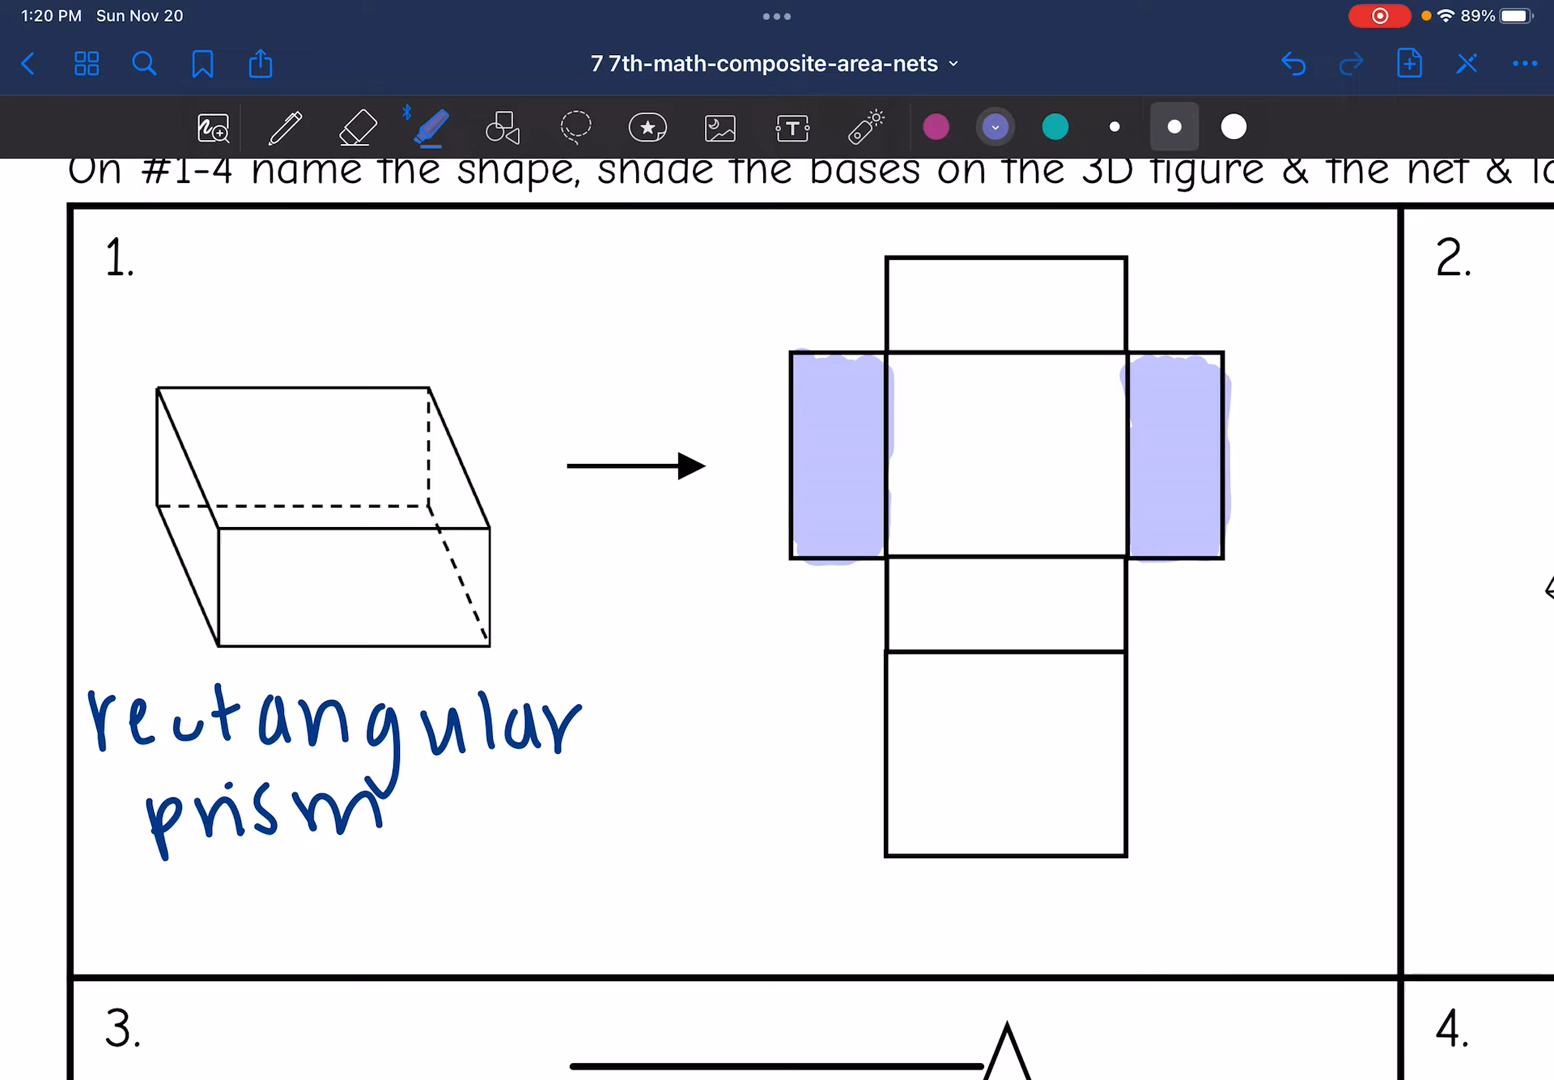 1:20 PM Sun Nov 20
89%
7 7th-math-composite-area-nets
T
On #1-4 name the shape, shade the bases on the 3D figure & the net & 
1.
2.
rectangular
prism
3.
4.